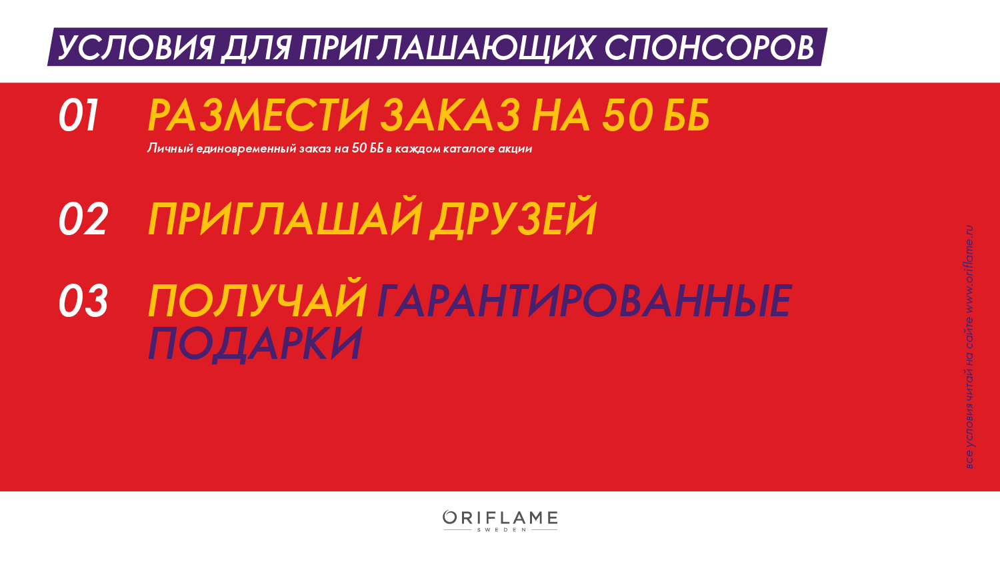 УСЛОВИЯ ДЛЯ ПРИГЛАШАЮЩИХ СПОНСОРОВ
01 РАЗМЕСТИ ЗАКАЗ НА 50 ББ
Личный единовременный заказ на 50 ББ в каждом каталоге акции
02 ПРИГЛАШАЙ ДРУЗЕЙ
03 ПОЛУЧАЙ ГАРАНТИРОВАННЫЕ
ПОДАРКИ
все условия читай на сайте www.oriflame.ru
ORIFLAME
SWEDEN